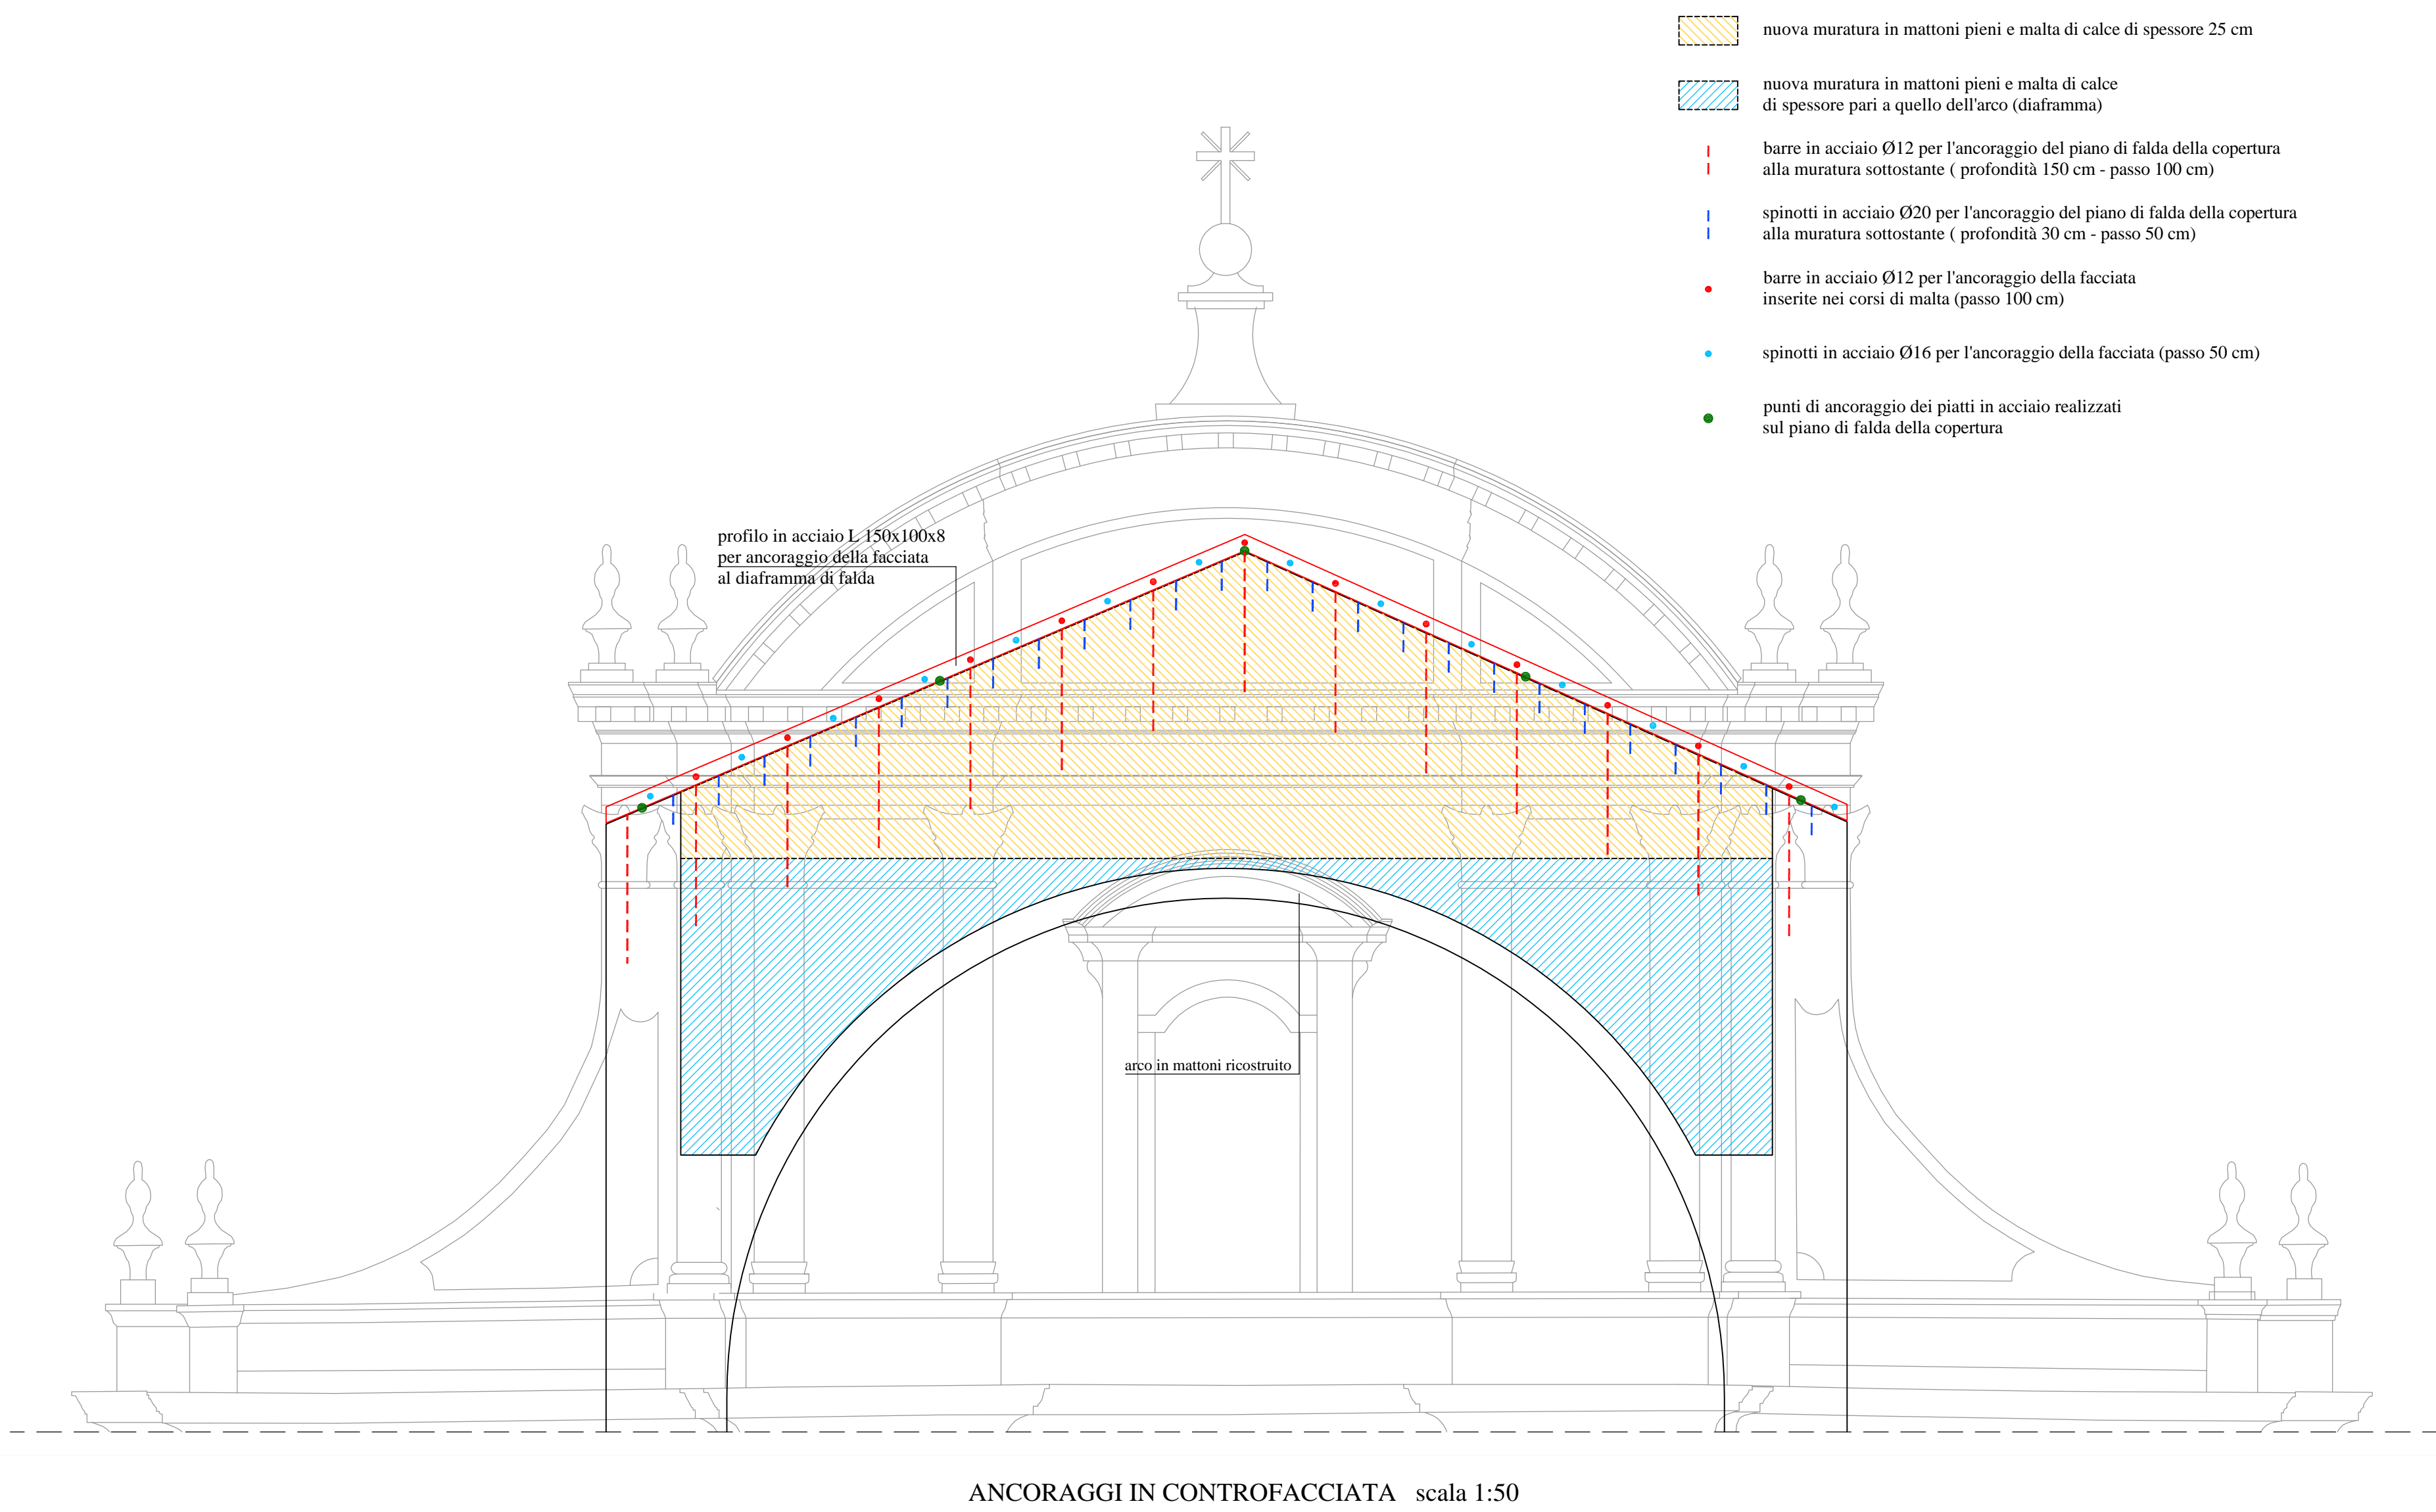 nuova muratura in mattoni pieni e malta di calce di spessore 25 cm
nuova muratura in mattoni pieni e malta di calce
di spessore pari a quello dell'arco (diaframma)
barre in acciaio Ø12 per l'ancoraggio del piano di falda della copertura
alla muratura sottostante ( profondità 150 cm - passo 100 cm)
spinotti in acciaio Ø20 per l'ancoraggio del piano di falda della copertura
alla muratura sottostante ( profondità 30 cm - passo 50 cm)
barre in acciaio Ø12 per l'ancoraggio della facciata
inserite nei corsi di malta (passo 100 cm)
spinotti in acciaio Ø16 per l'ancoraggio della facciata (passo 50 cm)
punti di ancoraggio dei piatti in acciaio realizzati
sul piano di falda della copertura
profilo in acciaio L 150x100x8
per ancoraggio della facciata
al diaframma di falda
arco in mattoni ricostruito
ANCORAGGI IN CONTROFACCIATA scala 1:50